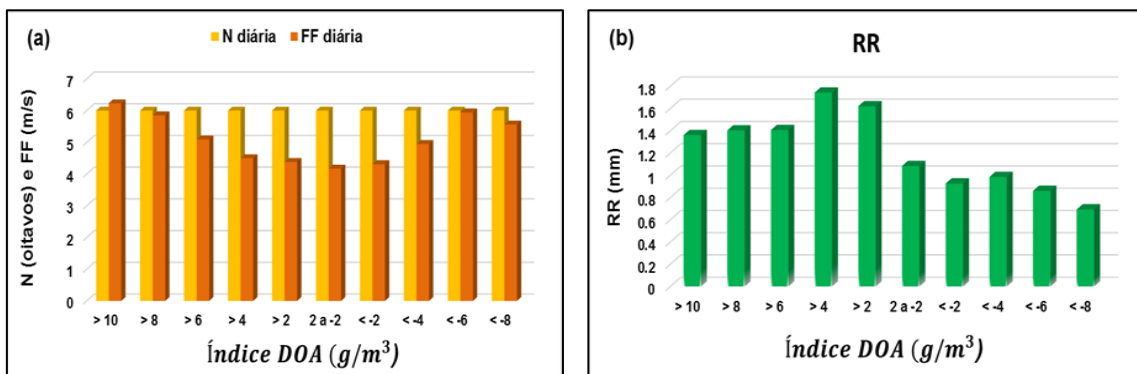 (a)
N diária FF diária
N (oitavos) e FF (m/s)
7
6
5
4
3
2
1
0
> 10 > 8 > 6 > 4 > 2 2 a -2 < -2 < -4 < -6 < -8
Índice DOA (g/m³)
(b)
RR
RR (mm)
1.8
1.6
1.4
1.2
1
0.8
0.6
0.4
0.2
0
> 10 > 8 > 6 > 4 > 2 2 a -2 < -2 < -4 < -6 < -8
Índice DOA (g/m³)